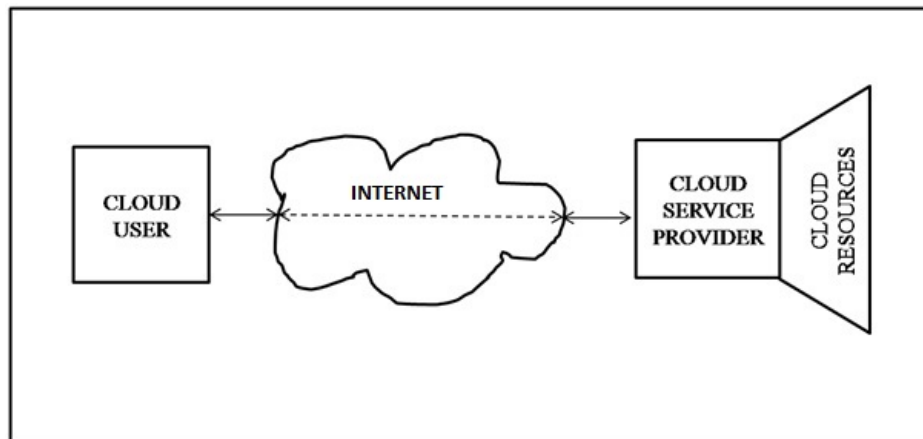 CLOUD
USER
INTERNET
CLOUD
SERVICE
PROVIDER
CLOUD
RESOURCES